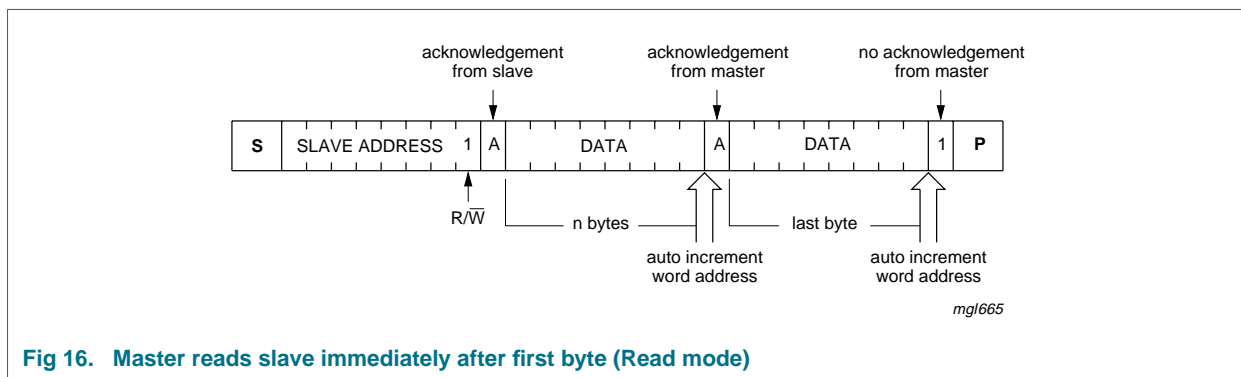 acknowledgement
from slave
acknowledgement
from master
no acknowledgement
from master
S SLAVE ADDRESS 1 A DATA A DATA 1 P
R/W̅
n bytes
last byte
auto increment
word address
auto increment
word address
mgl665
Fig 16. Master reads slave immediately after first byte (Read mode)